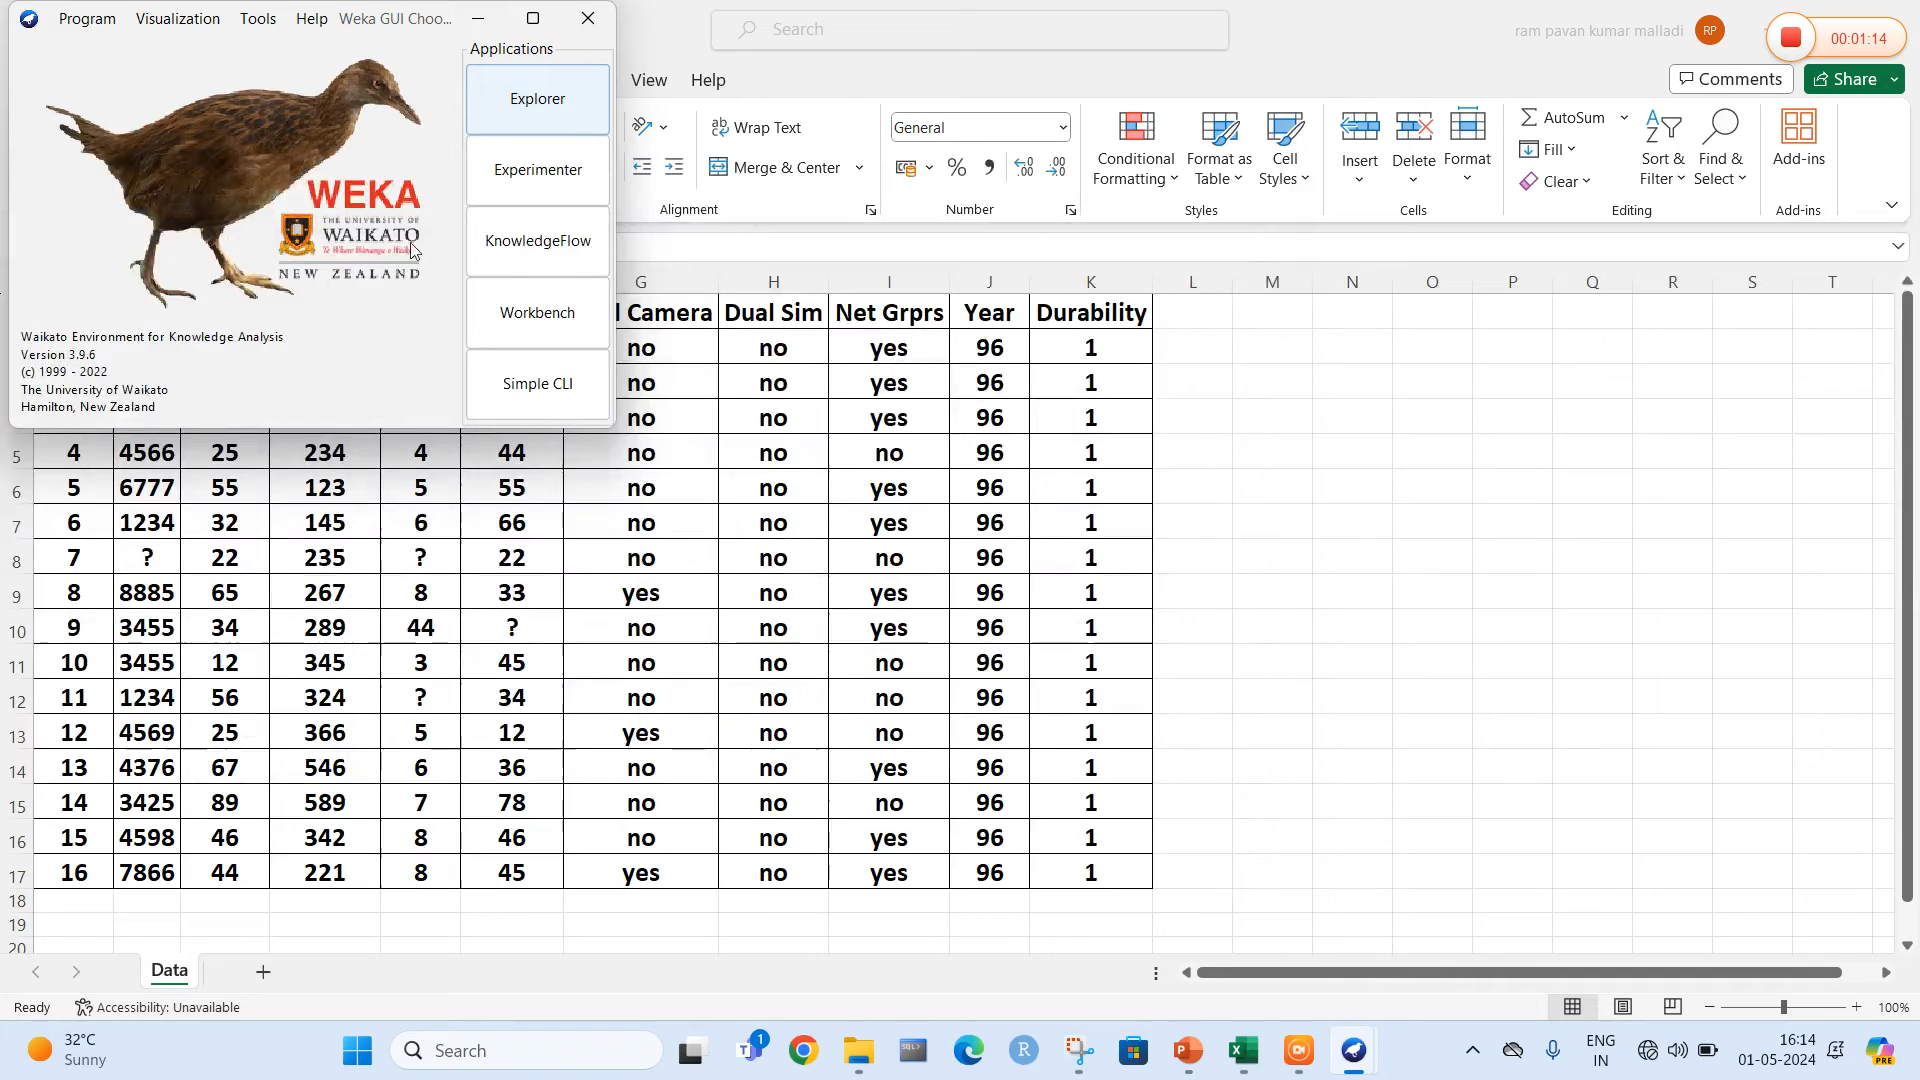 Program Visualization Tools Help Weka GUI Choo...
Applications
Explorer
Experimenter
KnowledgeFlow
Workbench
Simple CLI
WEKA
THE UNIVERSITY OF
WAIKATO
NEW ZEALAND
Waikato Environment for Knowledge Analysis
Version 3.9.6
(c) 1999 - 2022
The University of Waikato
Hamilton, New Zealand
Search
ram pavan kumar malladi RP
00:01:14
View Help
Comments Share
Wrap Text
Merge & Center
Alignment
General
Number
Conditional Formatting
Format as Table
Cell Styles
Styles
Insert Delete Format
Cells
AutoSum
Fill
Clear
Sort & Filter
Find & Select
Editing
Add-ins
Add-ins
G H I J K L M N O P Q R S T
l Camera Dual Sim Net Grprs Year Durability
no no yes 96 1
no no yes 96 1
no no yes 96 1
5 4 4566 25 234 4 44 no no no 96 1
6 5 6777 55 123 5 55 no no yes 96 1
7 6 1234 32 145 6 66 no no yes 96 1
8 7 ? 22 235 ? 22 no no no 96 1
9 8 8885 65 267 8 33 yes no yes 96 1
10 9 3455 34 289 44 ? no no yes 96 1
11 10 3455 12 345 3 45 no no no 96 1
12 11 1234 56 324 ? 34 no no no 96 1
13 12 4569 25 366 5 12 yes no no 96 1
14 13 4376 67 546 6 36 no no yes 96 1
15 14 3425 89 589 7 78 no no no 96 1
16 15 4598 46 342 8 46 no no yes 96 1
17 16 7866 44 221 8 45 yes no yes 96 1
18
19
20
Data
Ready Accessibility: Unavailable 100%
32°C
Sunny
Search
1
SQL>
R
P
X
ENG
IN
16:14
01-05-2024
PRE